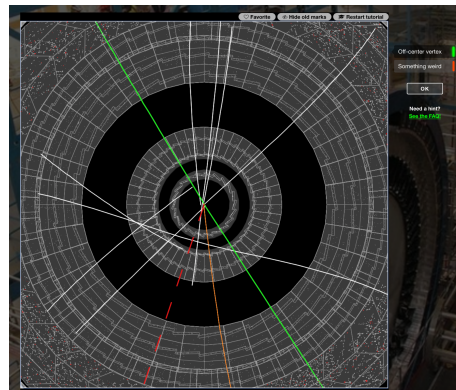 Favorite
Hide old marks
Restart tutorial
Off-center vertex
Something weird
OK
Need a hint?
See the FAQ!